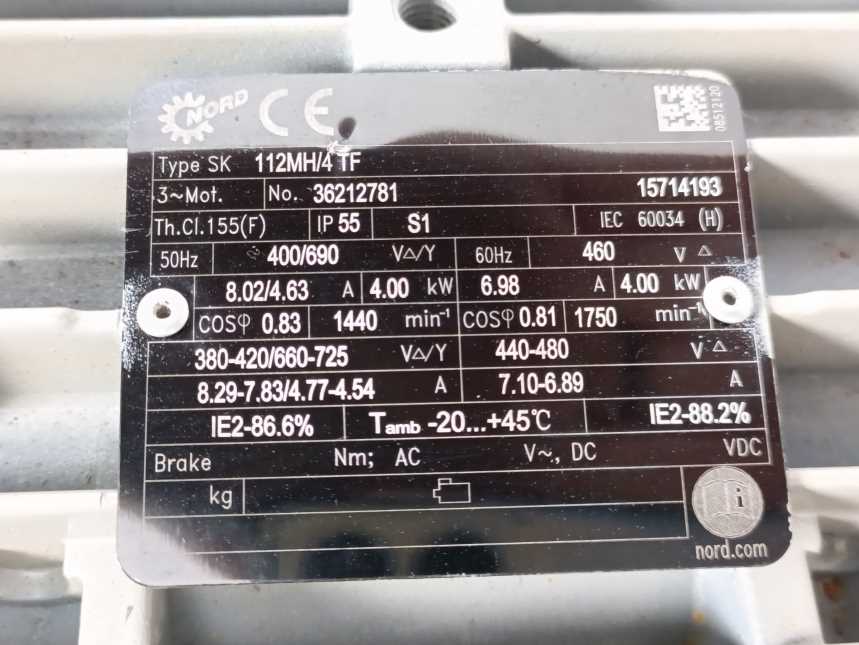 NORD CE
08512120
Type SK 112MH/4 TF
3~Mot. No. 36212781 15714193
Th.Cl.155(F) IP 55 S1 IEC 60034 (H)
50Hz 400/690 V△/Y 60Hz 460 V △
8.02/4.63 A 4.00 kW 6.98 A 4.00 kW
COSφ 0.83 1440 min⁻¹ COSφ 0.81 1750 min⁻¹
380-420/660-725 V△/Y 440-480 V △
8.29-7.83/4.77-4.54 A 7.10-6.89 A
IE2-86.6% Tamb -20...+45℃ IE2-88.2%
Brake Nm; AC V~, DC VDC
kg
i
nord.com